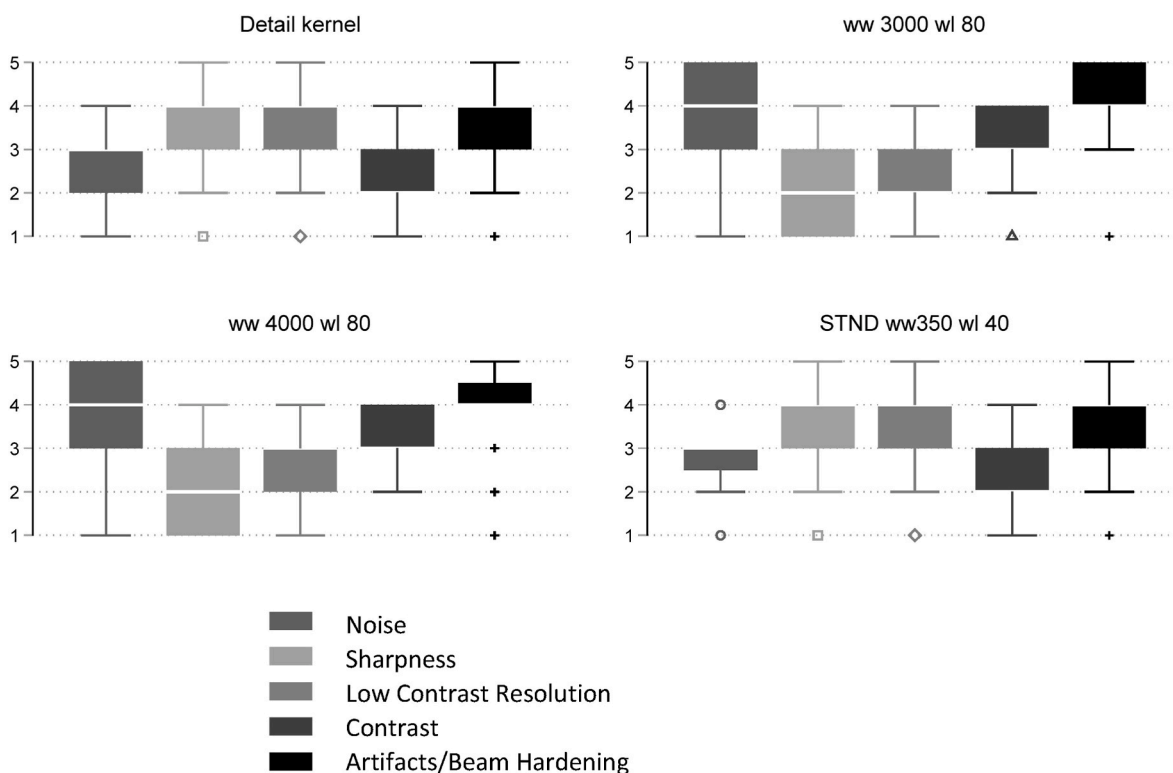 Detail kernel
5
4
3
2
1
ww 3000 wl 80
5
4
3
2
1
ww 4000 wl 80
5
4
3
2
1
STND ww350 wl 40
5
4
3
2
1
Noise
Sharpness
Low Contrast Resolution
Contrast
Artifacts/Beam Hardening